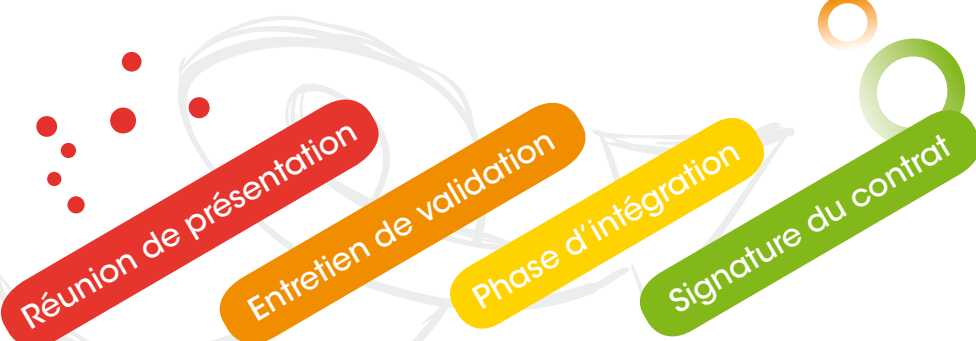 Réunion de présentation
Entretien de validation
Phase d'intégration
Signature du contrat